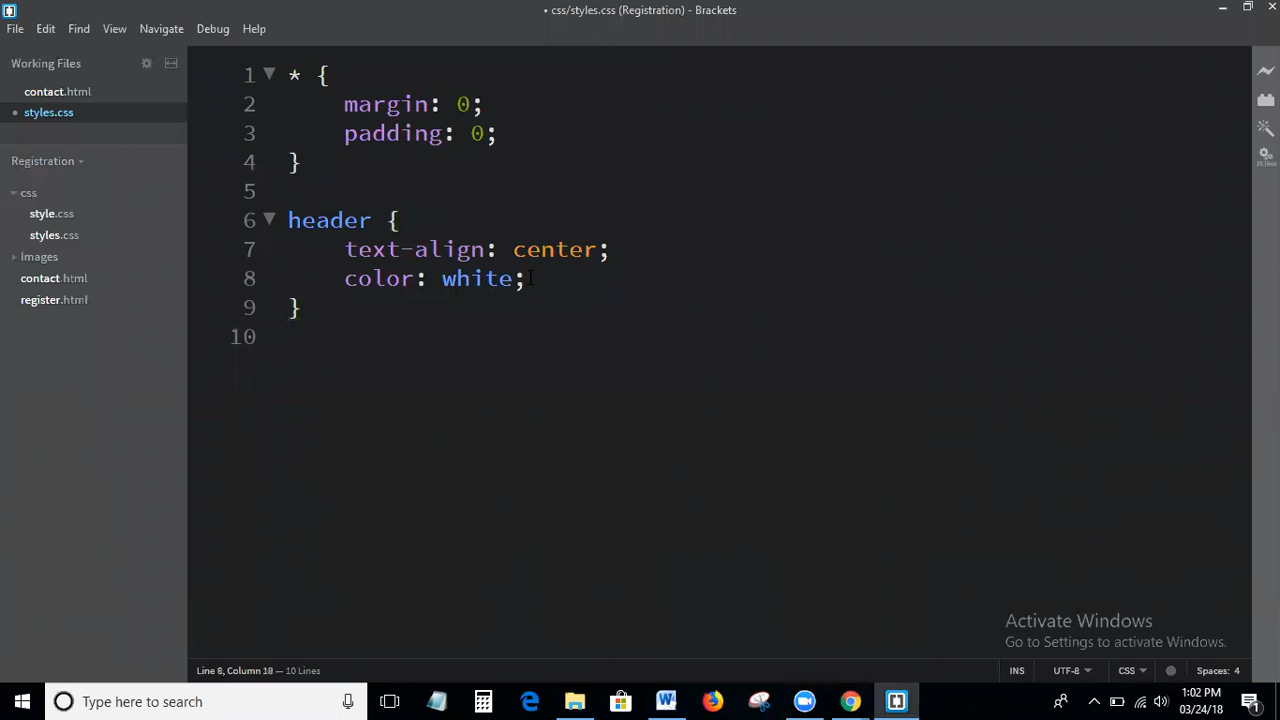 • css/styles.css (Registration) - Brackets
File Edit Find View Navigate Debug Help
Working Files
contact.html
• styles.css
Registration
css
style.css
styles.css
Images
contact.html
register.html
1 * {
2 margin: 0;
3 padding: 0;
4 }
5
6 header {
7 text-align: center;
8 color: white;
9 }
10
Activate Windows
Go to Settings to activate Windows.
Line 8, Column 18 — 10 Lines
INS UTF-8 CSS Spaces: 4
Type here to search
1:02 PM
03/24/18